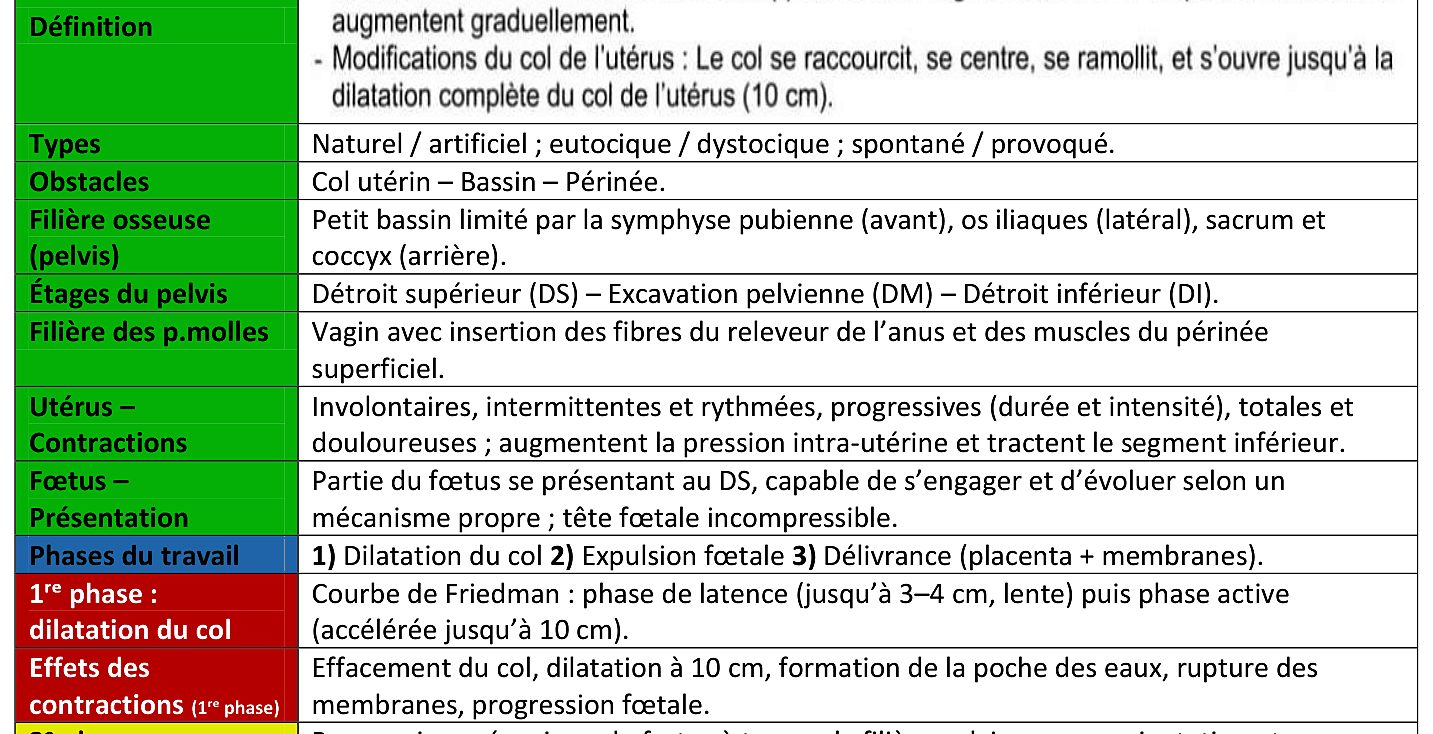 Définition
augmentent graduellement.
- Modifications du col de l'utérus : Le col se raccourcit, se centre, se ramollit, et s'ouvre jusqu'à la
dilatation complète du col de l'utérus (10 cm).
Types
Naturel / artificiel ; eutocique / dystocique ; spontané / provoqué.
Obstacles
Col utérin – Bassin – Périnée.
Filière osseuse
(pelvis)
Petit bassin limité par la symphyse pubienne (avant), os iliaques (latéral), sacrum et
coccyx (arrière).
Étages du pelvis
Détroit supérieur (DS) – Excavation pelvienne (DM) – Détroit inférieur (DI).
Filière des p.molles
Vagin avec insertion des fibres du releveur de l'anus et des muscles du périnée
superficiel.
Utérus –
Contractions
Involontaires, intermittentes et rythmées, progressives (durée et intensité), totales et
douloureuses ; augmentent la pression intra-utérine et tractent le segment inférieur.
Fœtus –
Présentation
Partie du fœtus se présentant au DS, capable de s'engager et d'évoluer selon un
mécanisme propre ; tête fœtale incompressible.
Phases du travail
1) Dilatation du col 2) Expulsion fœtale 3) Délivrance (placenta + membranes).
1re phase :
dilatation du col
Courbe de Friedman : phase de latence (jusqu'à 3–4 cm, lente) puis phase active
(accélérée jusqu'à 10 cm).
Effets des
contractions (1re phase)
Effacement du col, dilatation à 10 cm, formation de la poche des eaux, rupture des
membranes, progression fœtale.